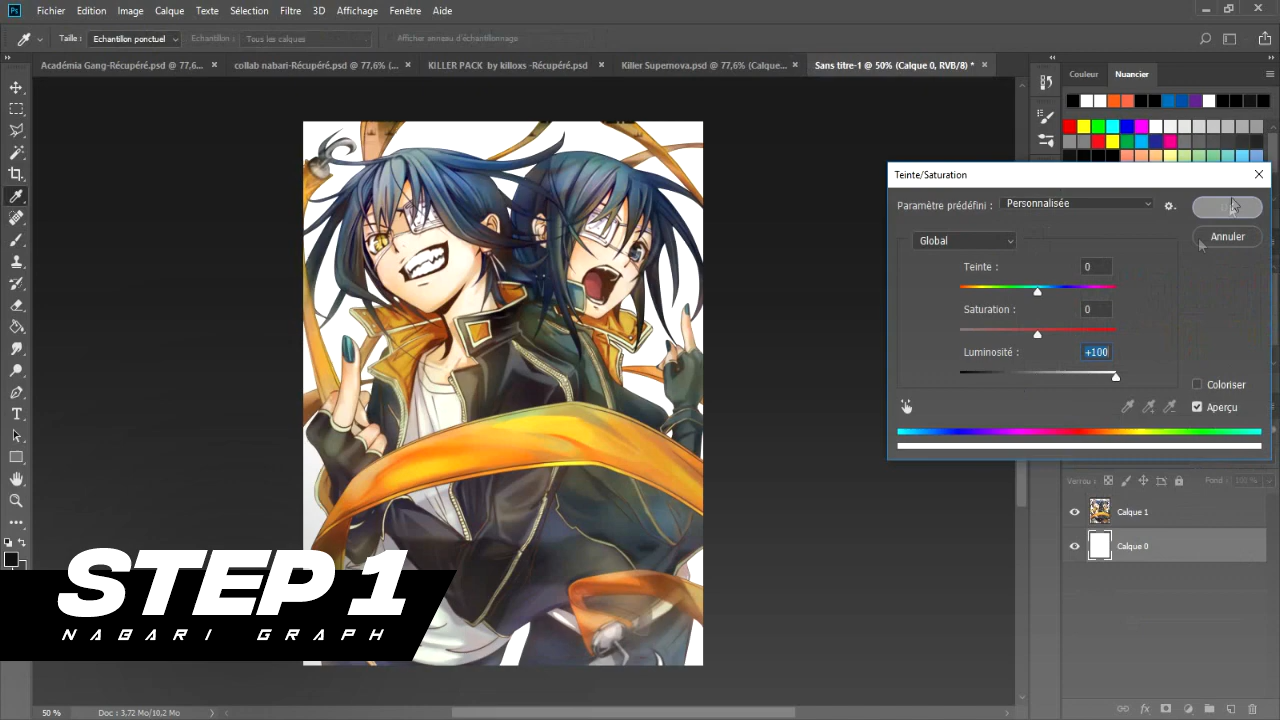 Ps Fichier Edition Image Calque Texte Sélection Filtre 3D Affichage Fenêtre Aide
Taille : Echantillon ponctuel Echantillon : Tous les calques Afficher anneau d'échantillonnage
Académia Gang-Récupéré.psd @ 77,6... × collab nabari-Récupéré.psd @ 77,6% (... × KILLER PACK by killoxs -Récupéré.psd × Killer Supernova.psd @ 77,6% (Calque... × Sans titre-1 @ 50% (Calque 0, RVB/8) * ×
Couleur Nuancier
Teinte/Saturation
Paramètre prédéfini : Personnalisée
Annuler
Global
Teinte : 0
Saturation : 0
Luminosité : +100
Coloriser
Aperçu
Verrou : Fond : 100 %
Calque 1
Calque 0
STEP 1
NABARI GRAPH
50 % Doc : 3,72 Mo/10,2 Mo